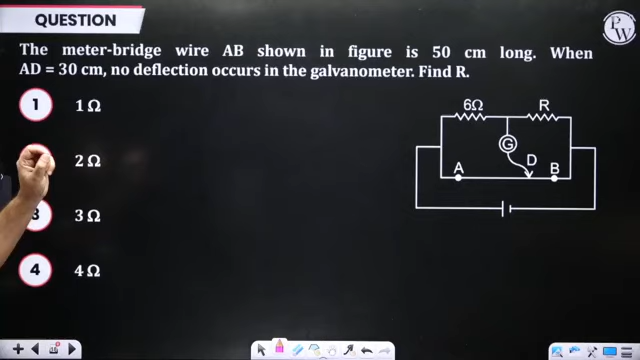 QUESTION
P
W
The meter-bridge wire AB shown in figure is 50 cm long. When
AD = 30 cm, no deflection occurs in the galvanometer. Find R.
1 1 Ω
2 Ω
3 3 Ω
4 4 Ω
6Ω R
G
D
A B